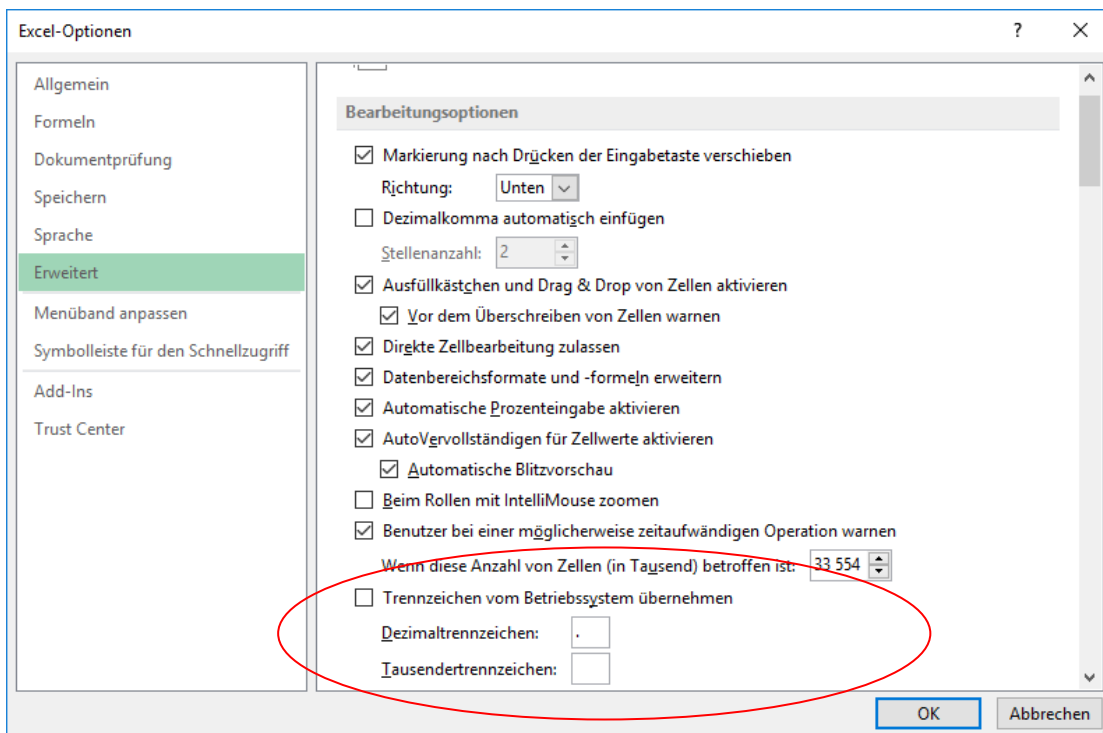 Excel-Optionen
?
Allgemein
Formeln
Dokumentprüfung
Speichern
Sprache
Erweitert
Menüband anpassen
Symbolleiste für den Schnellzugriff
Add-Ins
Trust Center
Bearbeitungsoptionen
Markierung nach Drücken der Eingabetaste verschieben
Richtung: Unten
Dezimalkomma automatisch einfügen
Stellenanzahl: 2
Ausfüllkästchen und Drag & Drop von Zellen aktivieren
Vor dem Überschreiben von Zellen warnen
Direkte Zellbearbeitung zulassen
Datenbereichsformate und -formeln erweitern
Automatische Prozenteingabe aktivieren
AutoVervollständigen für Zellwerte aktivieren
Automatische Blitzvorschau
Beim Rollen mit IntelliMouse zoomen
Benutzer bei einer möglicherweise zeitaufwändigen Operation warnen
Wenn diese Anzahl von Zellen (in Tausend) betroffen ist: 33 554
Trennzeichen vom Betriebssystem übernehmen
Dezimaltrennzeichen: .
Tausendertrennzeichen:
OK
Abbrechen